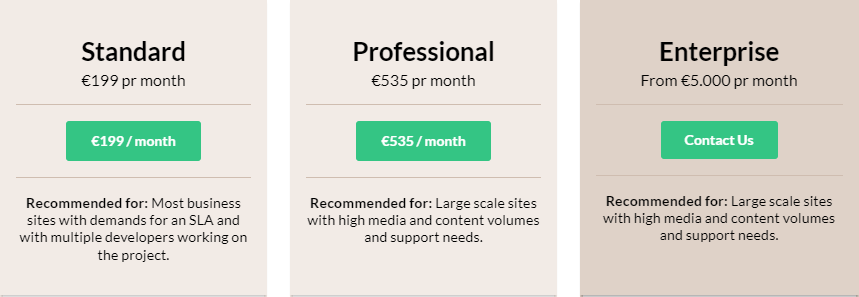 Standard
€199 pr month
€199 / month
Recommended for: Most business
sites with demands for an SLA and
with multiple developers working on
the project.
Professional
€535 pr month
€535 / month
Recommended for: Large scale sites
with high media and content volumes
and support needs.
Enterprise
From €5.000 pr month
Contact Us
Recommended for: Large scale sites
with high media and content volumes
and support needs.